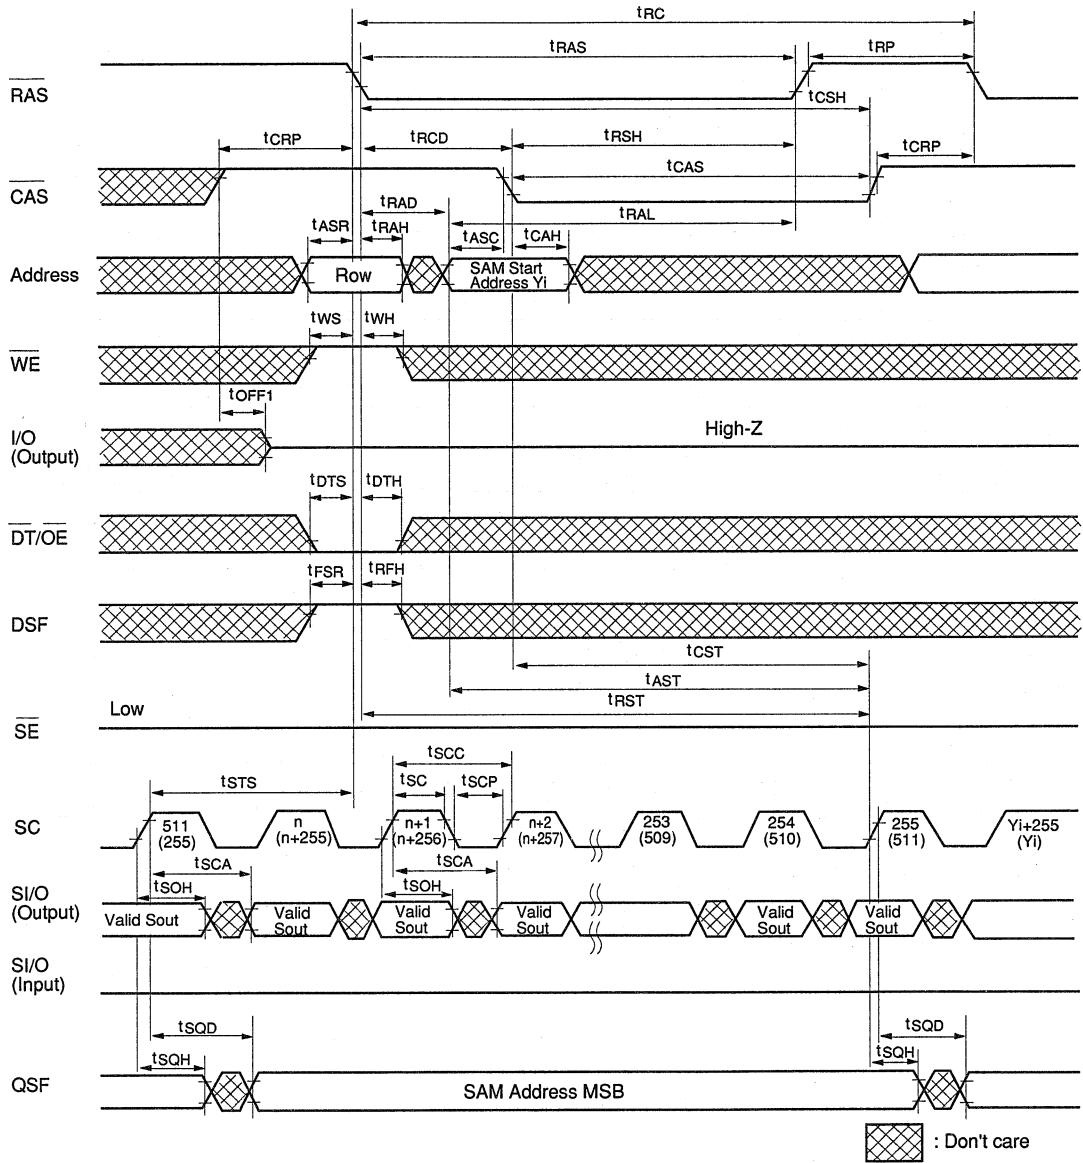 tRC
tRAS
tRP
RAS
tCSH
tCRP
tRCD
tRSH
tCRP
tCAS
CAS
tRAD
tRAL
tASR
tRAH
tASC
tCAH
Address
Row
SAM Start
Address Yi
tWS
tWH
WE
tOFF1
I/O
(Output)
High-Z
tDTS
tDTH
DT/OE
tFSR
tRFH
DSF
tCST
tAST
tRST
Low
SE
tSCC
tSTS
tSC
tSCP
SC
511
(255)
n
(n+255)
n+1
(n+256)
n+2
(n+257)
253
(509)
254
(510)
255
(511)
Yi+255
(Yi)
tSCA
tSCA
tSOH
tSOH
SI/O
(Output)
Valid Sout
Valid
Sout
Valid
Sout
Valid
Sout
Valid
Sout
Valid
Sout
SI/O
(Input)
tSQD
tSQD
tSQH
tSQH
QSF
SAM Address MSB
: Don't care